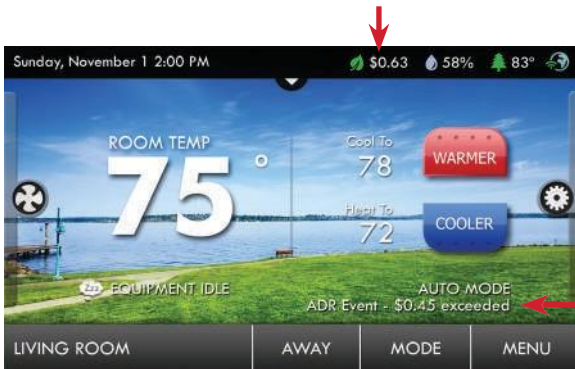 Sunday, November 1 2:00 PM $0.63 58% 83°
ROOM TEMP
75°
Cool To
78
WARMER
Heat To
72
COOLER
Zzz EQUIPMENT IDLE
AUTO MODE
ADR Event - $0.45 exceeded
LIVING ROOM AWAY MODE MENU